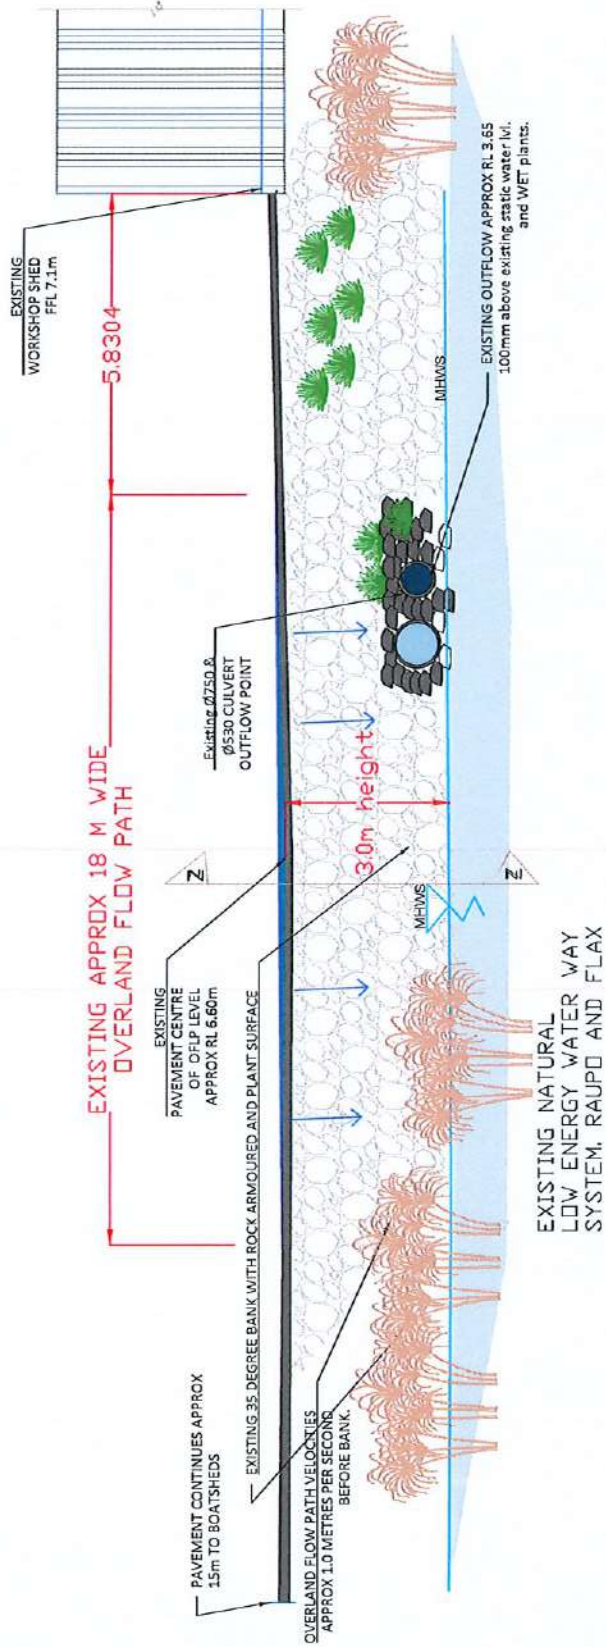 EXISTING
WORKSHOP SHED
FFL 7.1m
5.8304
EXISTING APPROX 18 M WIDE
OVERLAND FLOW PATH
Existing Ø750 &
Ø530 CULVERT
OUTFLOW POINT
EXISTING
PAVEMENT CENTRE
OF OFLP LEVEL
APPROX RL 6.60m
Z
PAVEMENT CONTINUES APPROX
15m TO BOATSHEDS
EXISTING 35 DEGREE BANK WITH ROCK ARMOURED AND PLANT SURFACE
OVERLAND FLOW PATH VELOCITIES
APPROX 1.0 METRES PER SECOND
BEFORE BANK.
3.0m height
MHWS
MHWS
Z
EXISTING OUTFLOW APPROX RL 3.65
100mm above existing static water lvl.
and WET plants.
EXISTING NATURAL
LOW ENERGY WATER WAY
SYSTEM, RAUPO AND FLAX